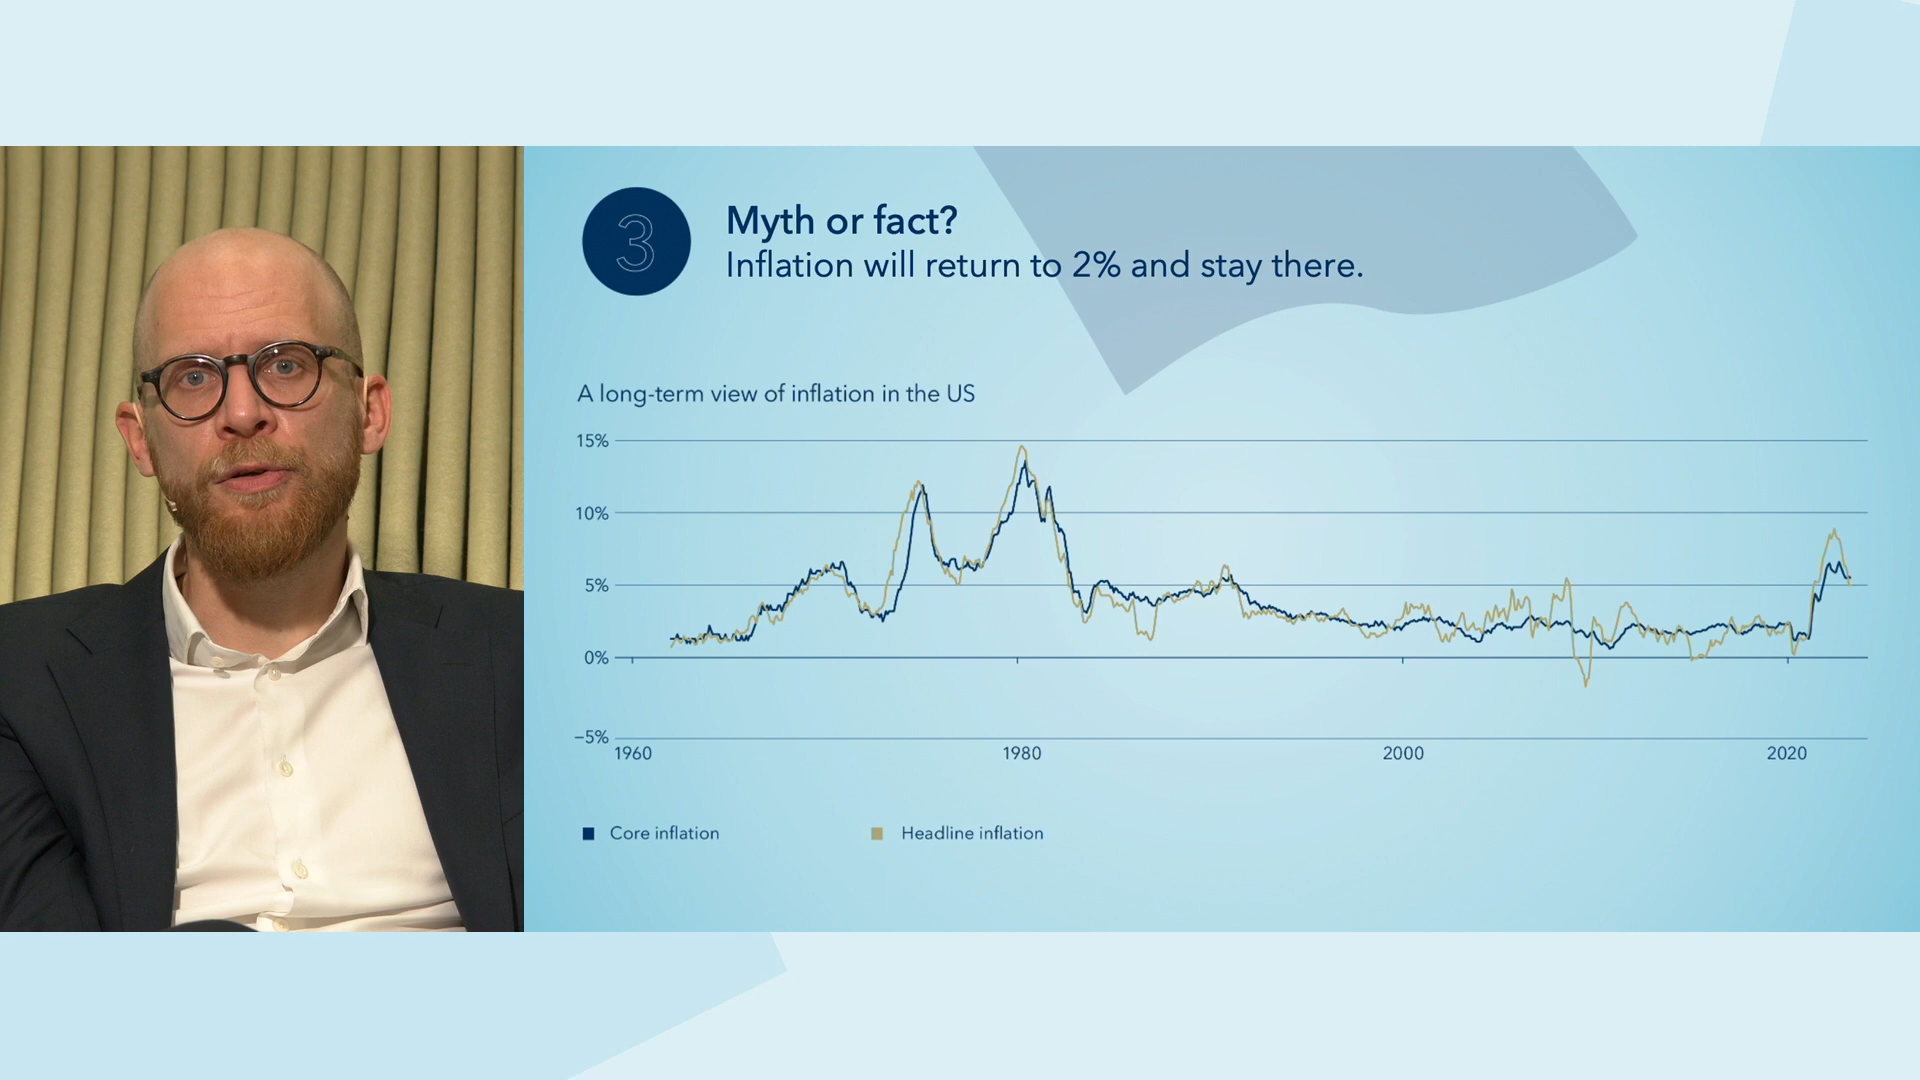 3
Myth or fact?
Inflation will return to 2% and stay there.
A long-term view of inflation in the US
15%
10%
5%
0%
−5%
1960 1980 2000 2020
Core inflation Headline inflation